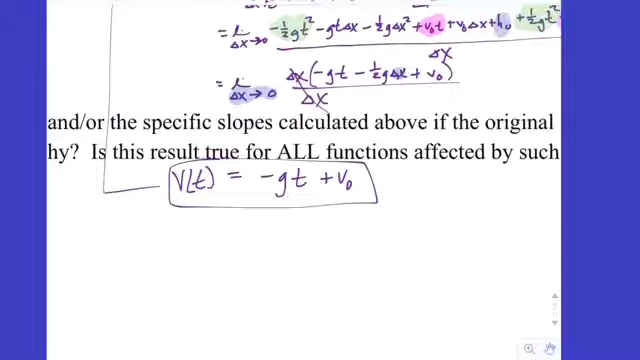 = lim Δx→0 -½gt² - gtΔx - ½gΔx² + v₀t + v₀Δx + h₀ + ½gt²
Δx
= lim Δx→0 Δx(-gt - ½gΔx + v₀)
Δx
and/or the specific slopes calculated above if the original
hy? Is this result true for ALL functions affected by such
V(t) = -gt + v₀